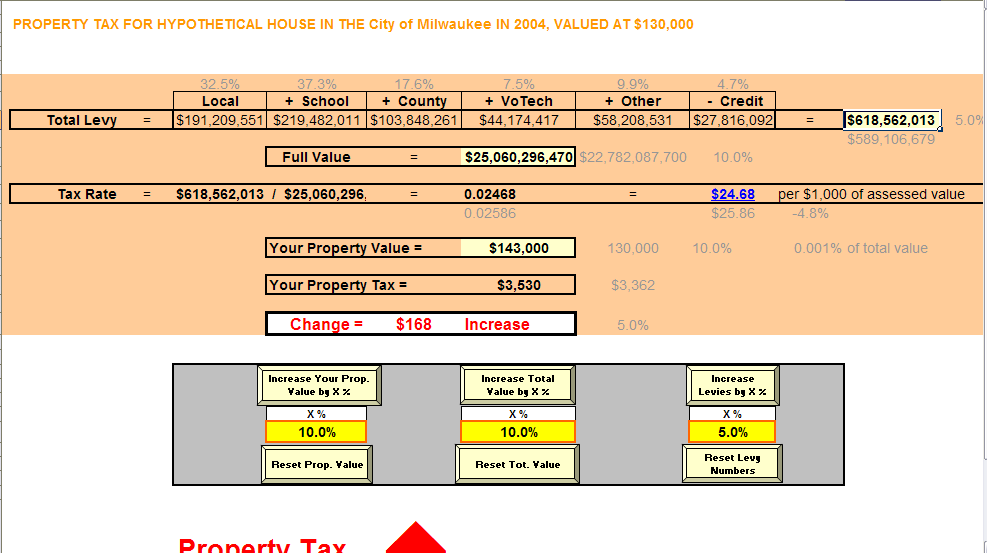 PROPERTY TAX FOR HYPOTHETICAL HOUSE IN THE City of Milwaukee IN 2004, VALUED AT $130,000
32.5% 37.3% 17.6% 7.5% 9.9% 4.7%
Local + School + County + VoTech + Other - Credit
Total Levy = $191,209,551 $219,482,011 $103,848,261 $44,174,417 $58,208,531 $27,816,092 = $618,562,013 5.0%
$589,106,679
Full Value = $25,060,296,470 $22,782,087,700 10.0%
Tax Rate = $618,562,013 / $25,060,296, = 0.02468 = $24.68 per $1,000 of assessed value
0.02586 $25.86 -4.8%
Your Property Value = $143,000 130,000 10.0% 0.001% of total value
Your Property Tax = $3,530 $3,362
Change = $168 Increase 5.0%
Increase Your Prop. Value by X % Increase Total Value by X % Increase Levies by X %
X % X % X %
10.0% 10.0% 5.0%
Reset Prop. Value Reset Tot. Value Reset Levy Numbers
Property Tax